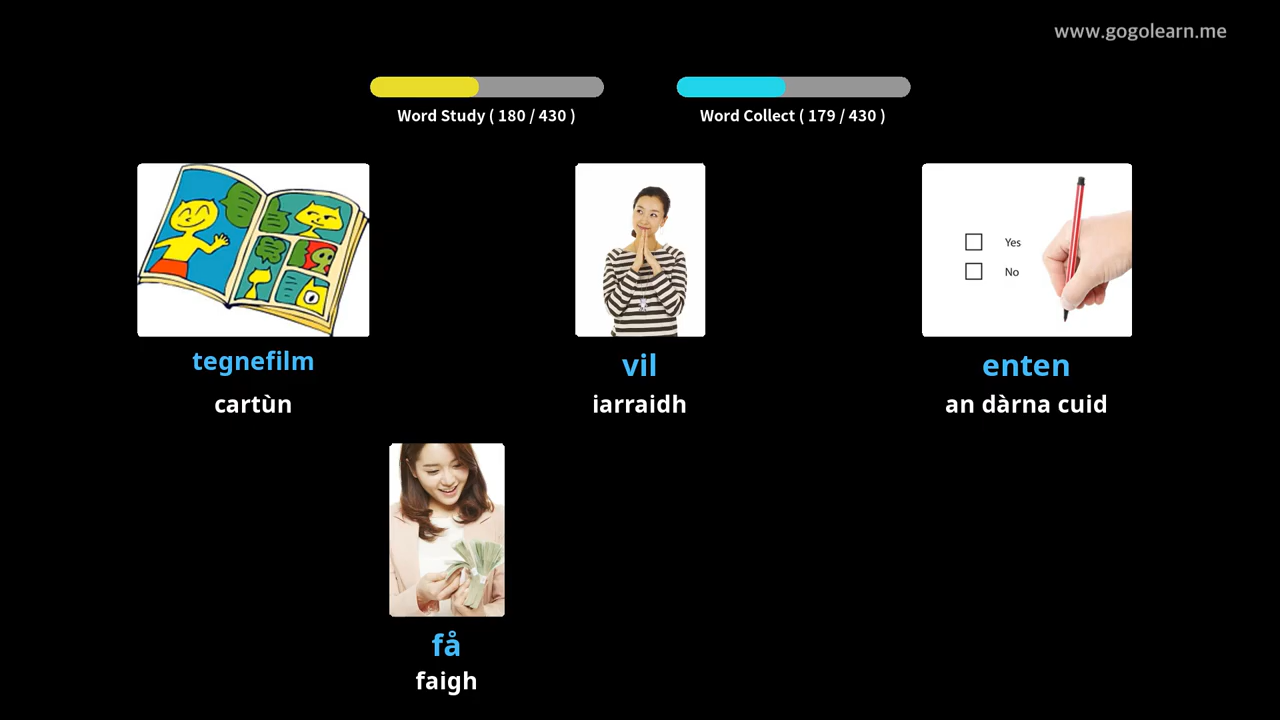 www.gogolearn.me
Word Study ( 180 / 430 )
Word Collect ( 179 / 430 )
Yes
No
tegnefilm
vil
enten
cartùn
iarraidh
an dàrna cuid
få
faigh